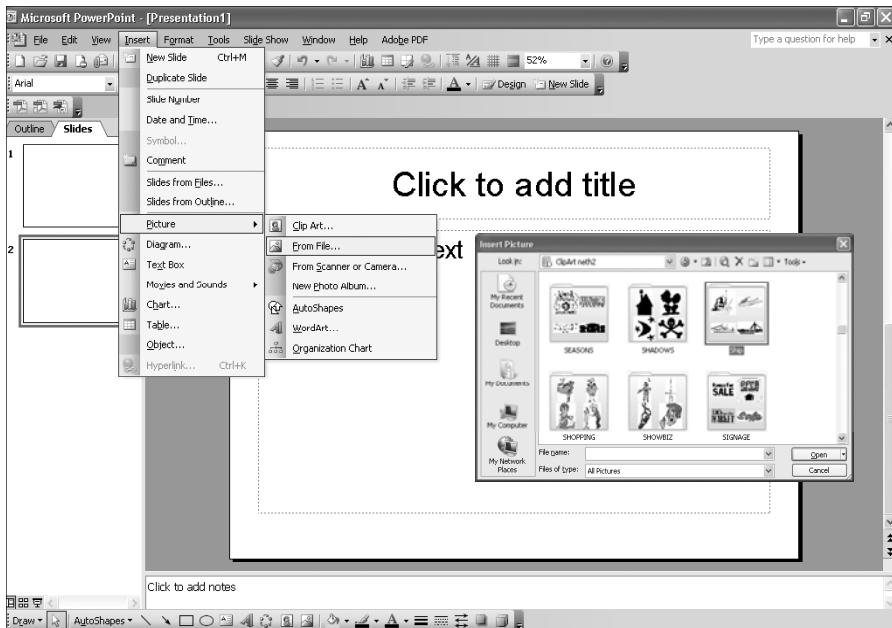 Microsoft PowerPoint - [Presentation1]
File Edit View Insert Format Tools Slide Show Window Help Adobe PDF
Type a question for help
52%
Arial
Design New Slide
Outline Slides
1
2
New Slide Ctrl+M
Duplicate Slide
Slide Number
Date and Time...
Symbol...
Comment
Slides from Files...
Slides from Outline...
Picture
Diagram...
Text Box
Movies and Sounds
Chart...
Table...
Object...
Hyperlink... Ctrl+K
Clip Art...
From File...
From Scanner or Camera...
New Photo Album...
AutoShapes
WordArt...
Organization Chart
Click to add title
ext
Insert Picture
Look in: ClipArt neth2
Tools
My Recent Documents
Desktop
My Documents
My Computer
My Network Places
SEASONS SHADOWS Ship
SHOPPING SHOWBIZ SIGNAGE
SALE OPEN
File name: Open
Files of type: All Pictures Cancel
Click to add notes
Draw AutoShapes